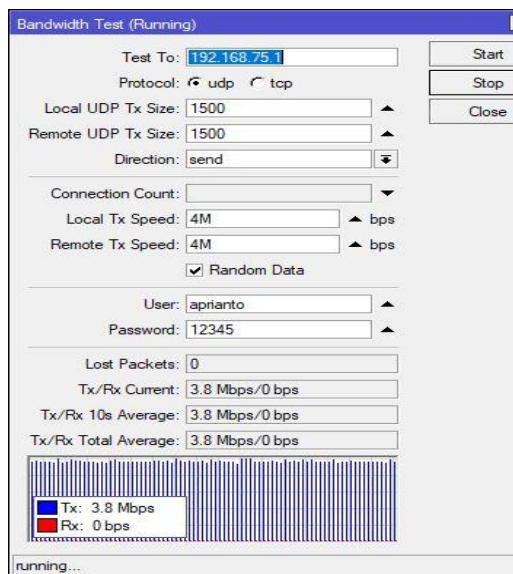 Bandwidth Test (Running)
Test To: 192.168.75.1
Start
Protocol: udp tcp
Stop
Local UDP Tx Size: 1500
Close
Remote UDP Tx Size: 1500
Direction: send
Connection Count:
Local Tx Speed: 4M bps
Remote Tx Speed: 4M bps
Random Data
User: aprianto
Password: 12345
Lost Packets: 0
Tx/Rx Current: 3.8 Mbps/0 bps
Tx/Rx 10s Average: 3.8 Mbps/0 bps
Tx/Rx Total Average: 3.8 Mbps/0 bps
Tx: 3.8 Mbps
Rx: 0 bps
running...